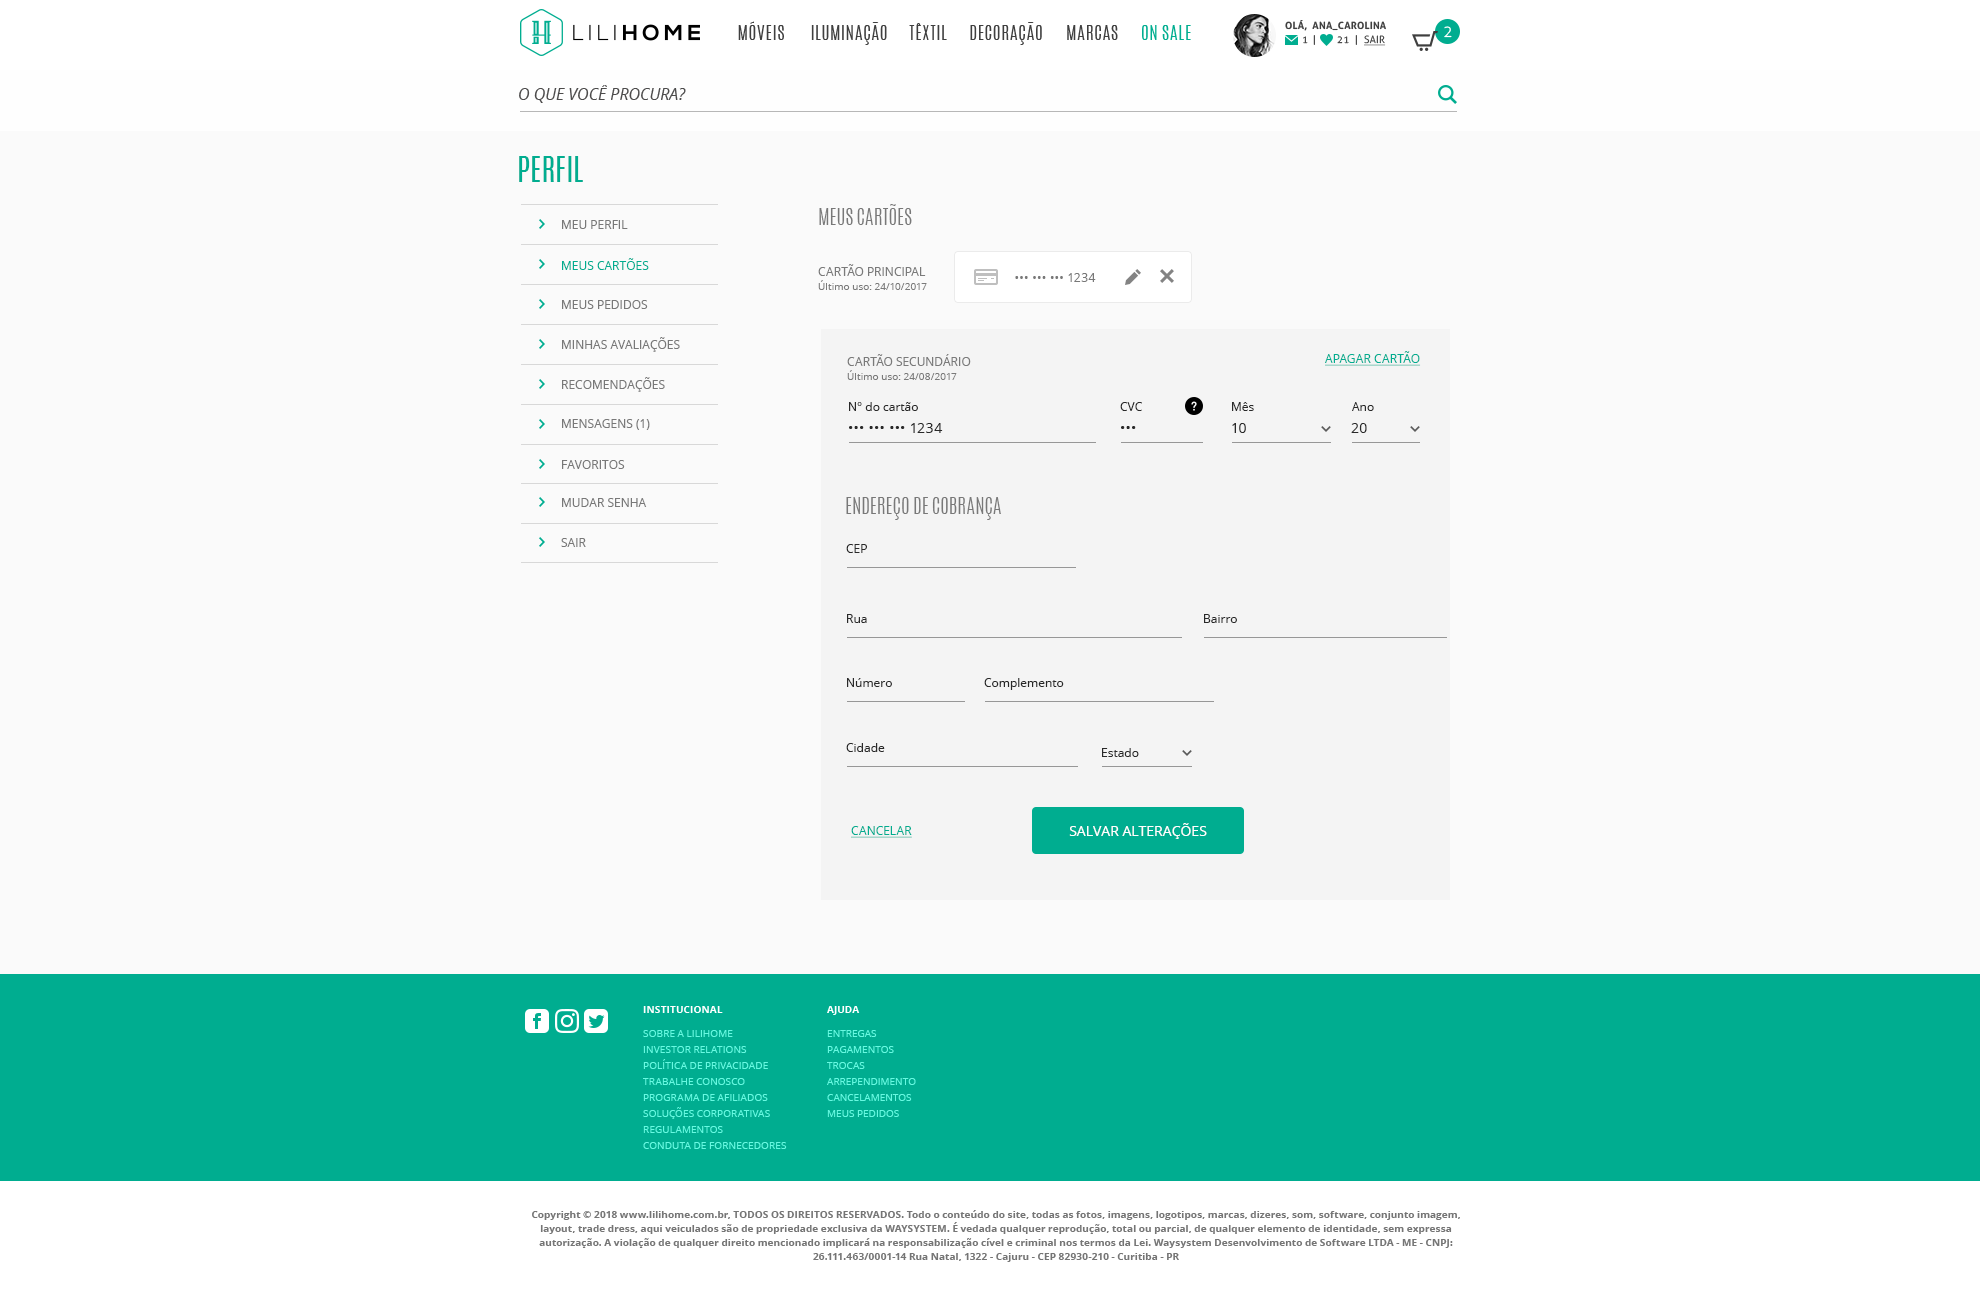 LILIHOME
MÓVEIS ILUMINAÇÃO TÊXTIL DECORAÇÃO MARCAS ON SALE
OLÁ, ANA_CAROLINA
1 | 21 | SAIR
2
O QUE VOCÊ PROCURA?
PERFIL
MEU PERFIL
MEUS CARTÕES
MEUS PEDIDOS
MINHAS AVALIAÇÕES
RECOMENDAÇÕES
MENSAGENS (1)
FAVORITOS
MUDAR SENHA
SAIR
MEUS CARTÕES
CARTÃO PRINCIPAL
Último uso: 24/10/2017
••• ••• ••• 1234
CARTÃO SECUNDÁRIO
Último uso: 24/08/2017
APAGAR CARTÃO
Nº do cartão CVC ? Mês Ano
••• ••• ••• 1234 ••• 10 20
ENDEREÇO DE COBRANÇA
CEP
Rua Bairro
Número Complemento
Cidade Estado
CANCELAR SALVAR ALTERAÇÕES
INSTITUCIONAL
SOBRE A LILIHOME
INVESTOR RELATIONS
POLÍTICA DE PRIVACIDADE
TRABALHE CONOSCO
PROGRAMA DE AFILIADOS
SOLUÇÕES CORPORATIVAS
REGULAMENTOS
CONDUTA DE FORNECEDORES
AJUDA
ENTREGAS
PAGAMENTOS
TROCAS
ARREPENDIMENTO
CANCELAMENTOS
MEUS PEDIDOS
Copyright © 2018 www.lilihome.com.br, TODOS OS DIREITOS RESERVADOS. Todo o conteúdo do site, todas as fotos, imagens, logotipos, marcas, dizeres, som, software, conjunto imagem,
layout, trade dress, aqui veiculados são de propriedade exclusiva da WAYSYSTEM. É vedada qualquer reprodução, total ou parcial, de qualquer elemento de identidade, sem expressa
autorização. A violação de qualquer direito mencionado implicará na responsabilização cível e criminal nos termos da Lei. Waysystem Desenvolvimento de Software LTDA - ME - CNPJ:
26.111.463/0001-14 Rua Natal, 1322 - Cajuru - CEP 82930-210 - Curitiba - PR